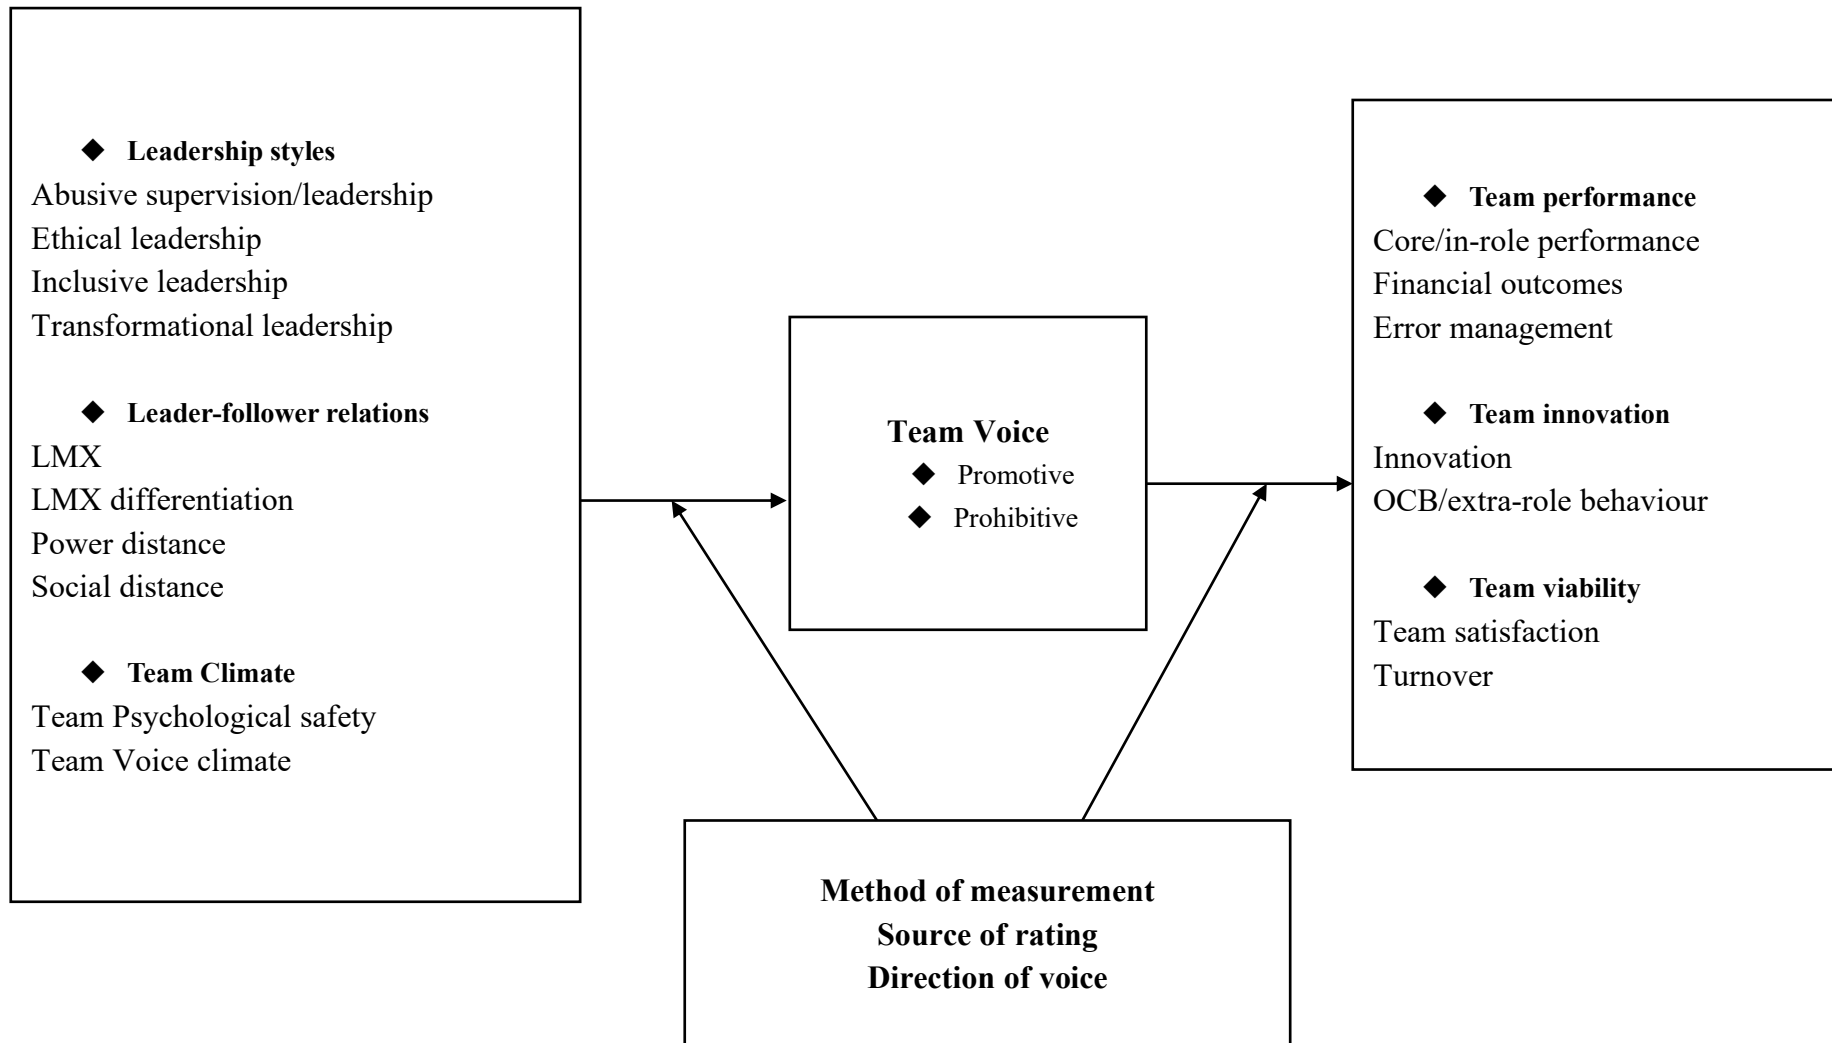 ◆ Leadership styles
Abusive supervision/leadership
Ethical leadership
Inclusive leadership
Transformational leadership
◆ Leader-follower relations
LMX
LMX differentiation
Power distance
Social distance
◆ Team Climate
Team Psychological safety
Team Voice climate
Team Voice
◆ Promotive
◆ Prohibitive
◆ Team performance
Core/in-role performance
Financial outcomes
Error management
◆ Team innovation
Innovation
OCB/extra-role behaviour
◆ Team viability
Team satisfaction
Turnover
Method of measurement
Source of rating
Direction of voice